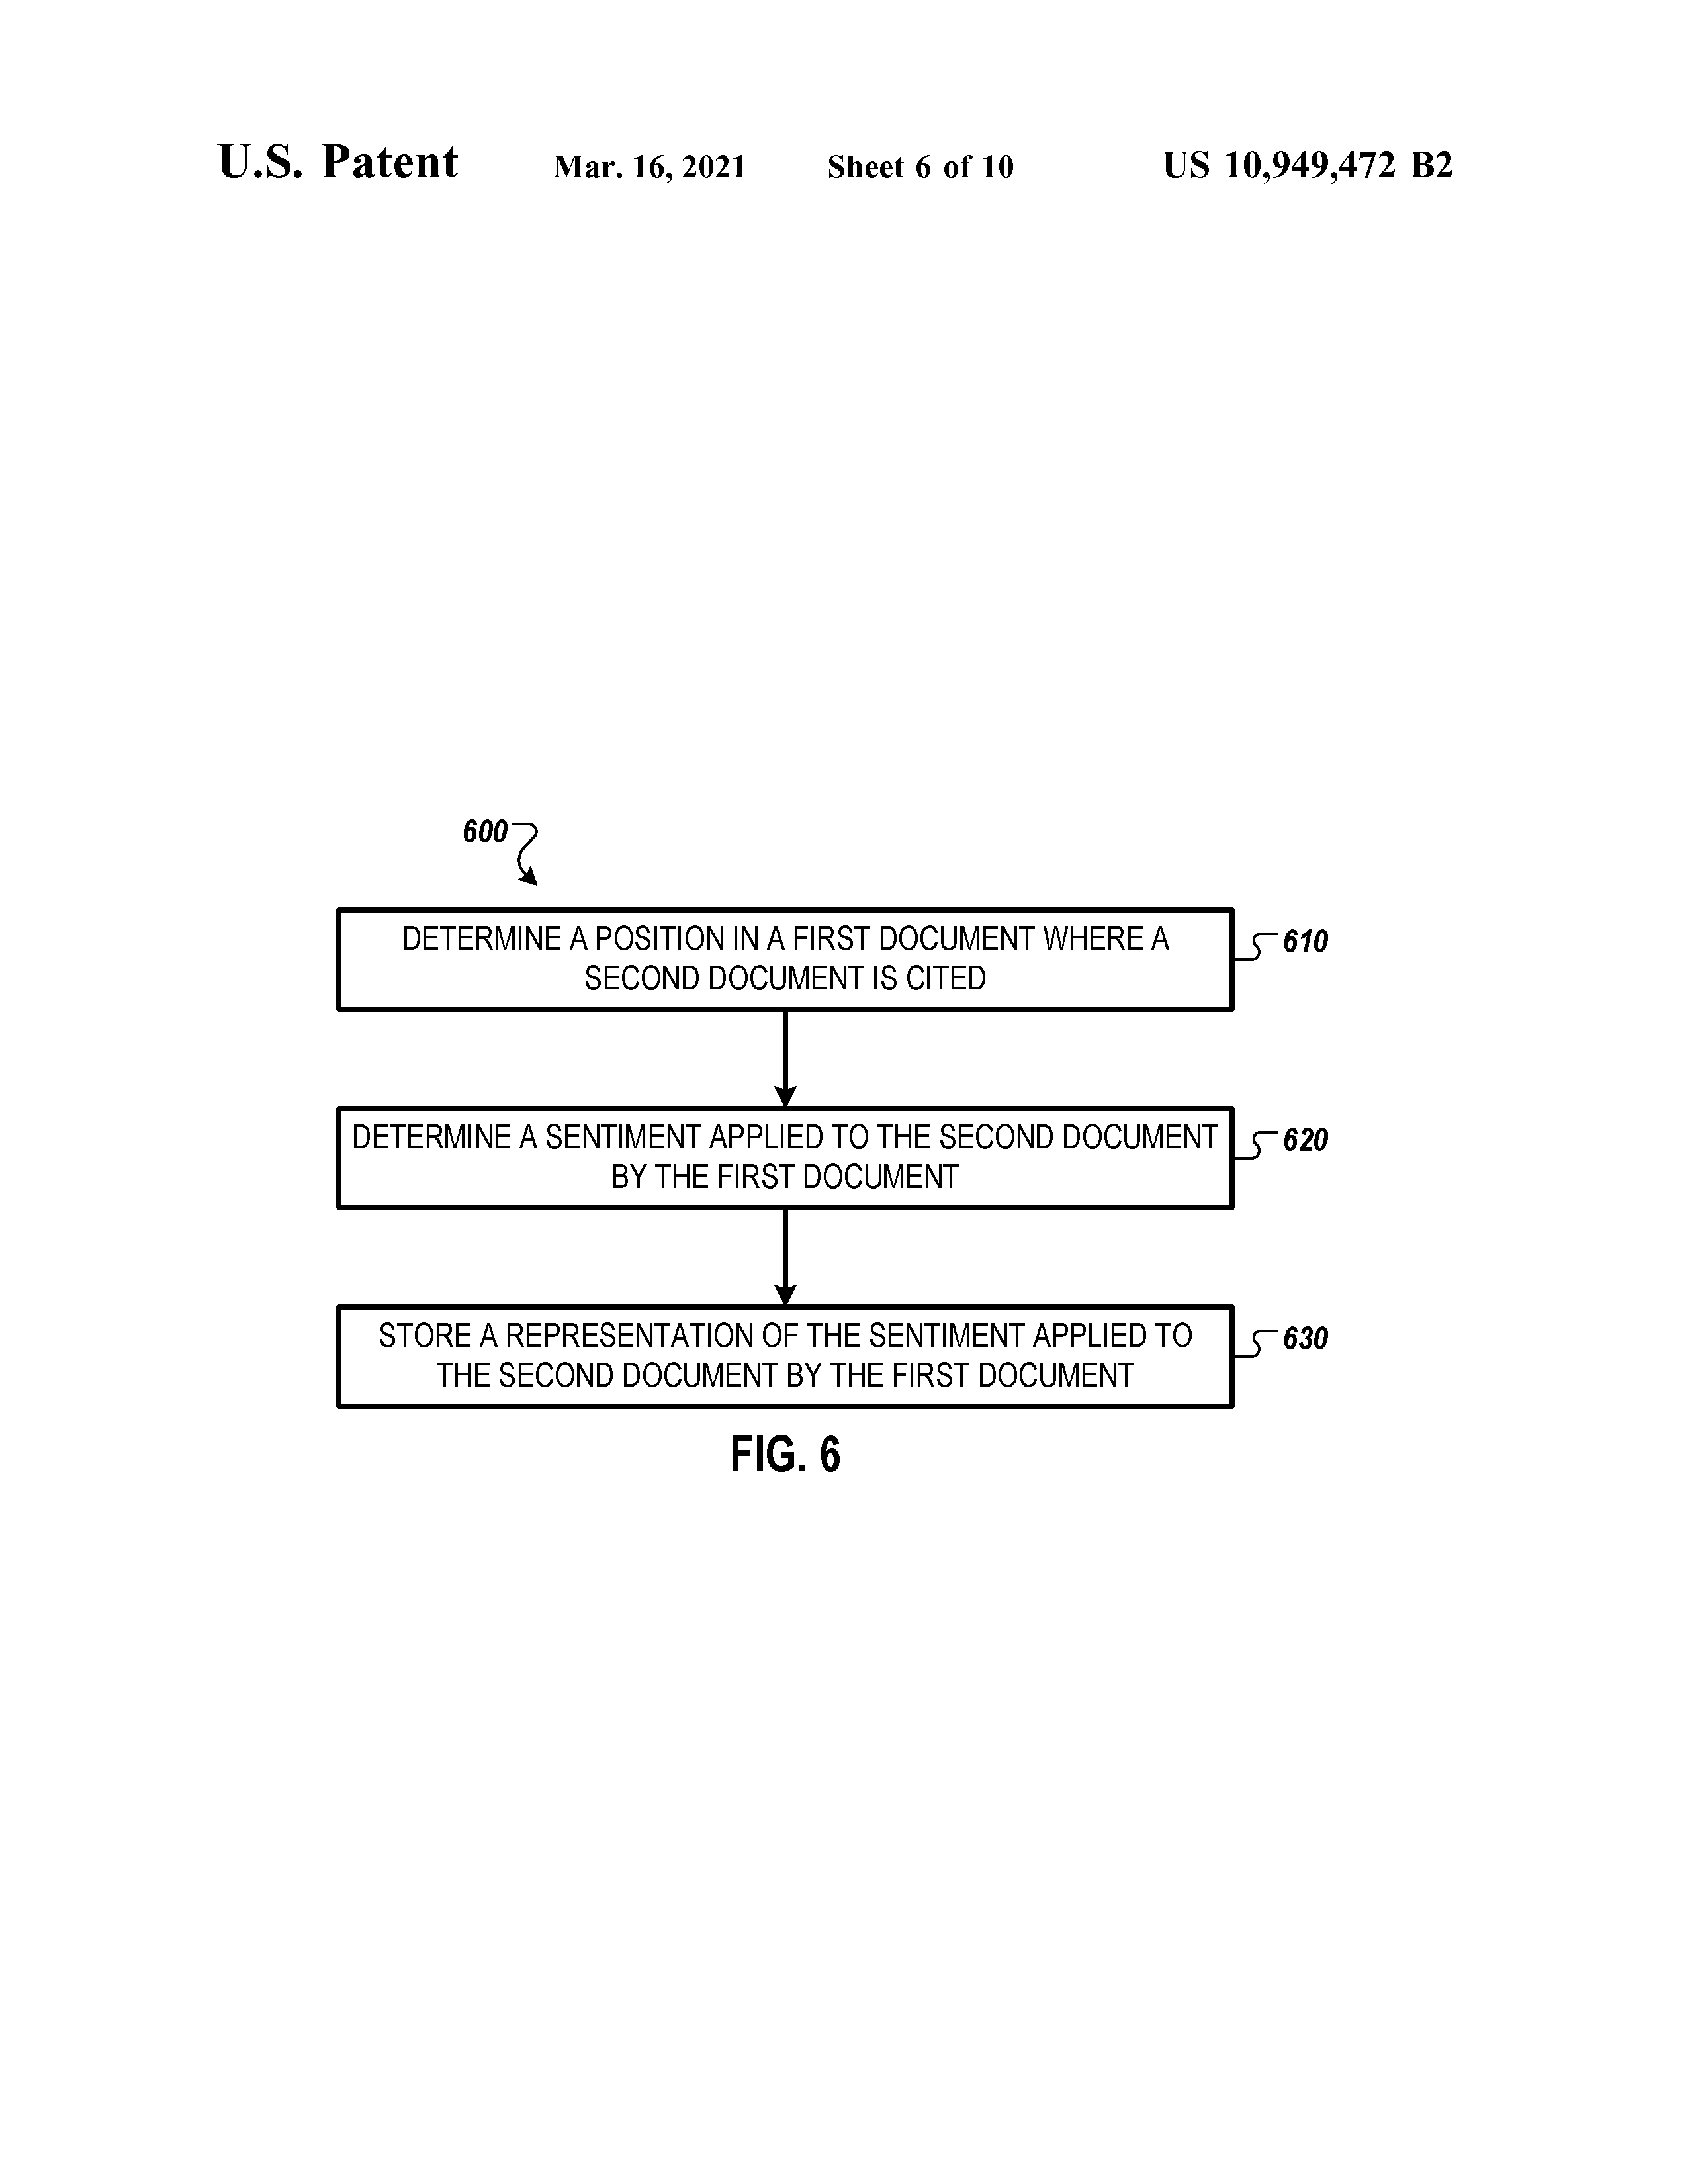 U.S. Patent Mar. 16, 2021 Sheet 6 of 10 US 10,949,472 B2
600
DETERMINE A POSITION IN A FIRST DOCUMENT WHERE A
SECOND DOCUMENT IS CITED
610
DETERMINE A SENTIMENT APPLIED TO THE SECOND DOCUMENT
BY THE FIRST DOCUMENT
620
STORE A REPRESENTATION OF THE SENTIMENT APPLIED TO
THE SECOND DOCUMENT BY THE FIRST DOCUMENT
630
FIG. 6